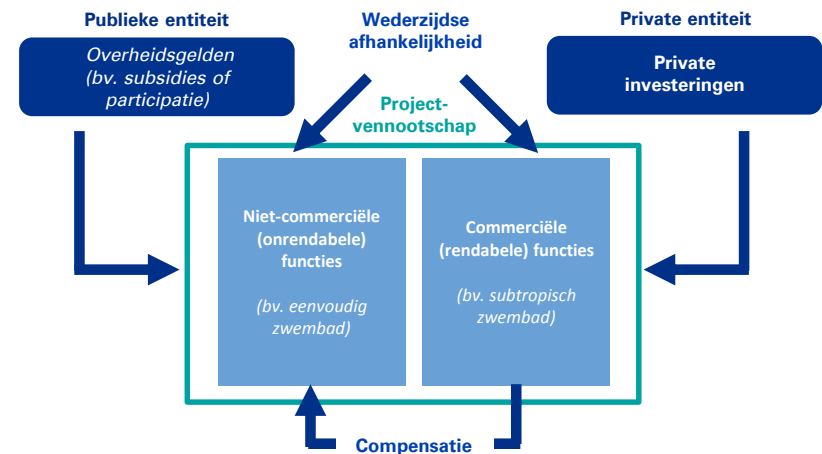 Publieke entiteit
Overheidsgelden
(bv. subsidies of
participatie)
Wederzijdse
afhankelijkheid
Private entiteit
Private
investeringen
Project-
vennootschap
Niet-commerciële
(onrendabele)
functies
(bv. eenvoudig
zwembad)
Commerciële
(rendabele) functies
(bv. subtropisch
zwembad)
Compensatie